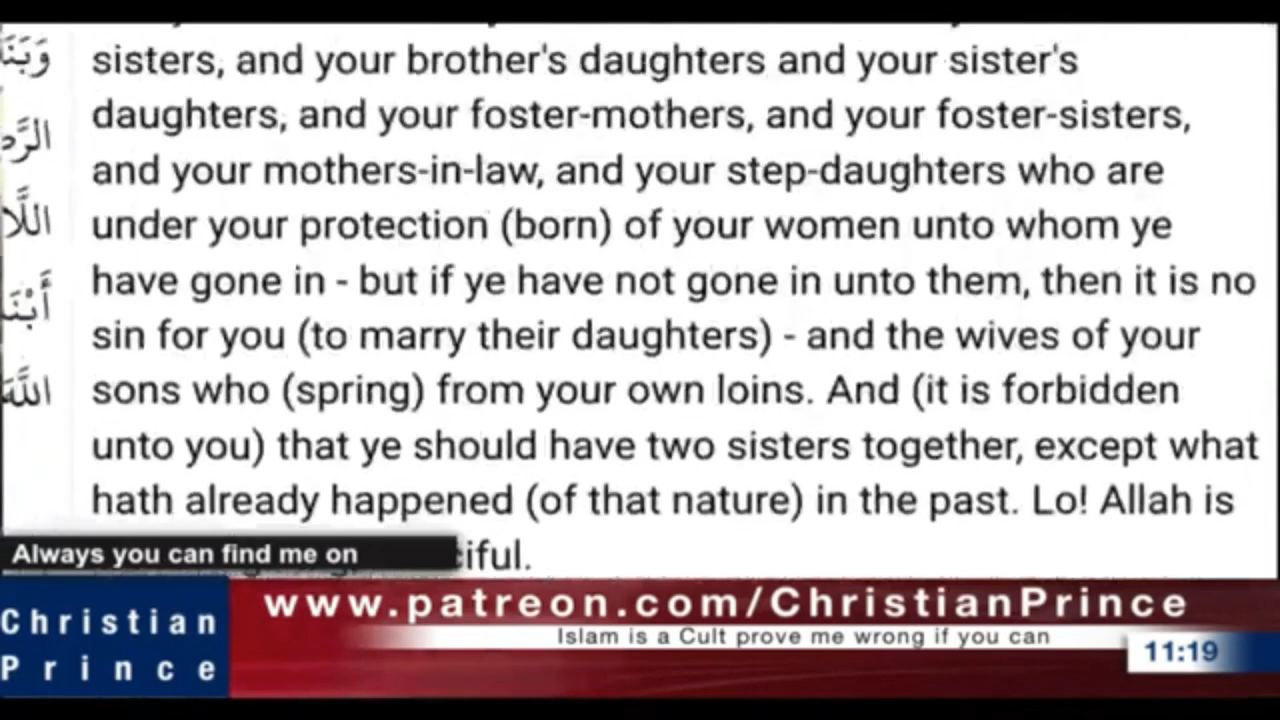 sisters, and your brother's daughters and your sister's
daughters, and your foster-mothers, and your foster-sisters,
and your mothers-in-law, and your step-daughters who are
under your protection (born) of your women unto whom ye
have gone in - but if ye have not gone in unto them, then it is no
sin for you (to marry their daughters) - and the wives of your
sons who (spring) from your own loins. And (it is forbidden
unto you) that ye should have two sisters together, except what
hath already happened (of that nature) in the past. Lo! Allah is
ciful.
اللَّا
اللَّهَ
Always you can find me on
Christian
Prince
www.patreon.com/ChristianPrince
Islam is a Cult prove me wrong if you can
11:19